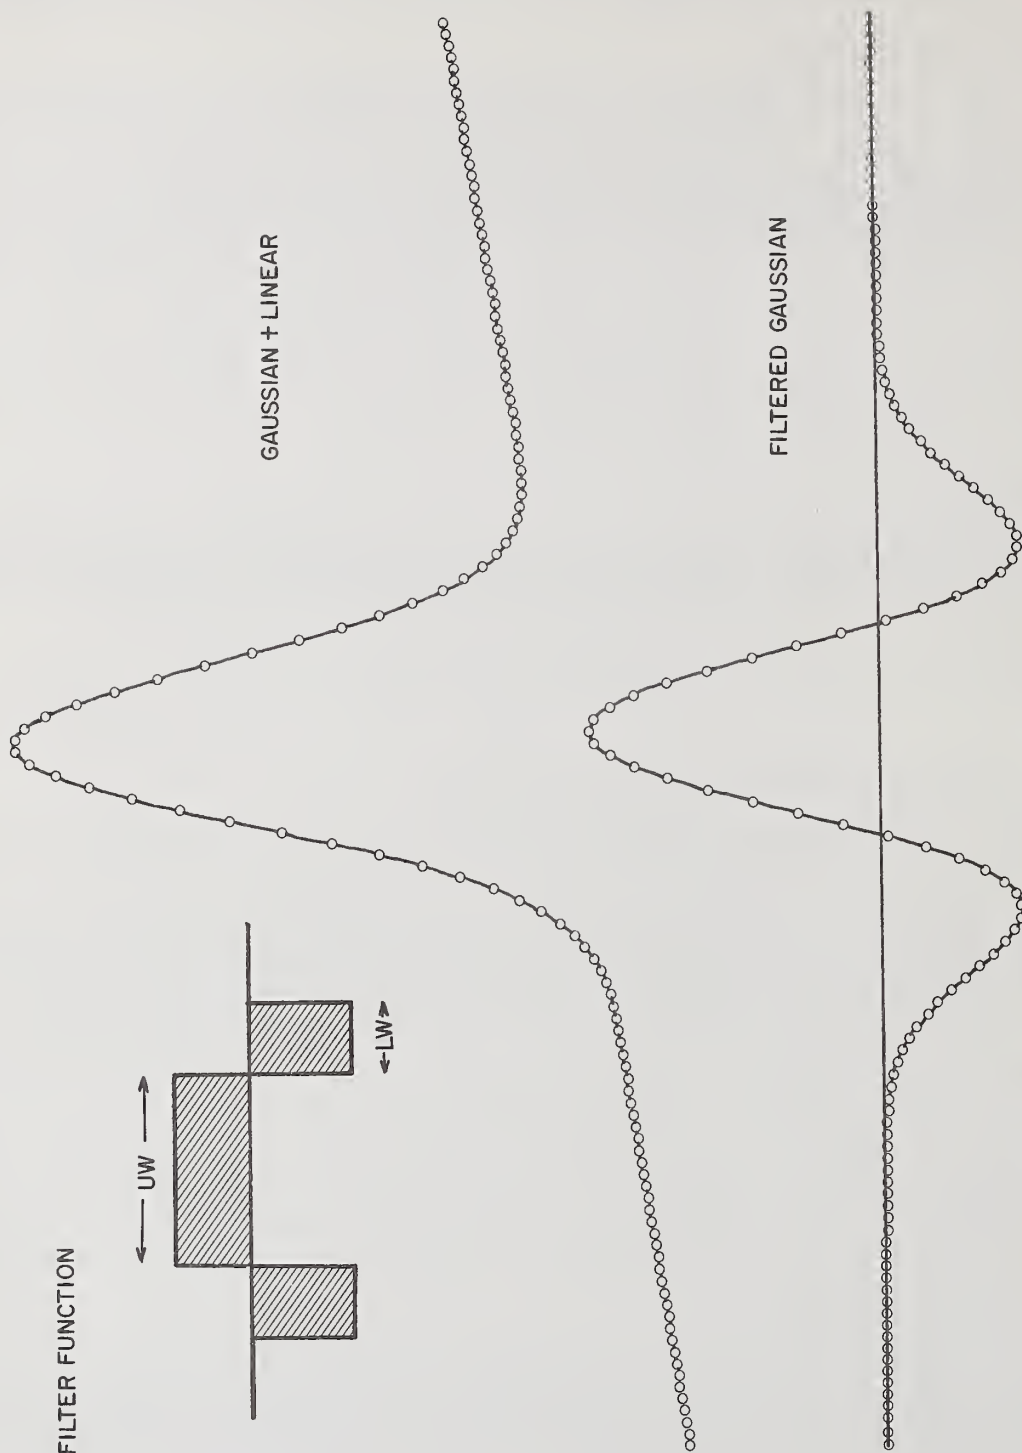 FILTER FUNCTION
UW
LW
GAUSSIAN + LINEAR
FILTERED GAUSSIAN